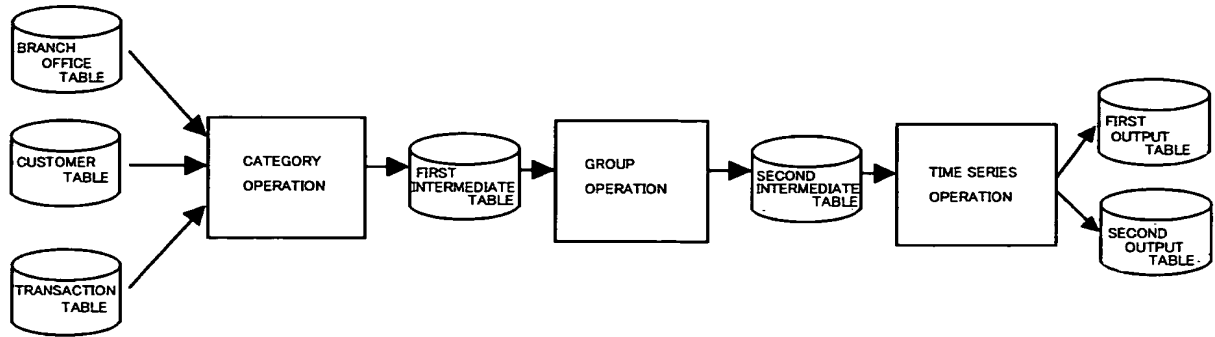 BRANCH
OFFICE
TABLE
CUSTOMER
TABLE
TRANSACTION
TABLE
CATEGORY
OPERATION
FIRST
INTERMEDIATE
TABLE
GROUP
OPERATION
SECOND
INTERMEDIATE
TABLE
TIME SERIES
OPERATION
FIRST
OUTPUT
TABLE
SECOND
OUTPUT
TABLE